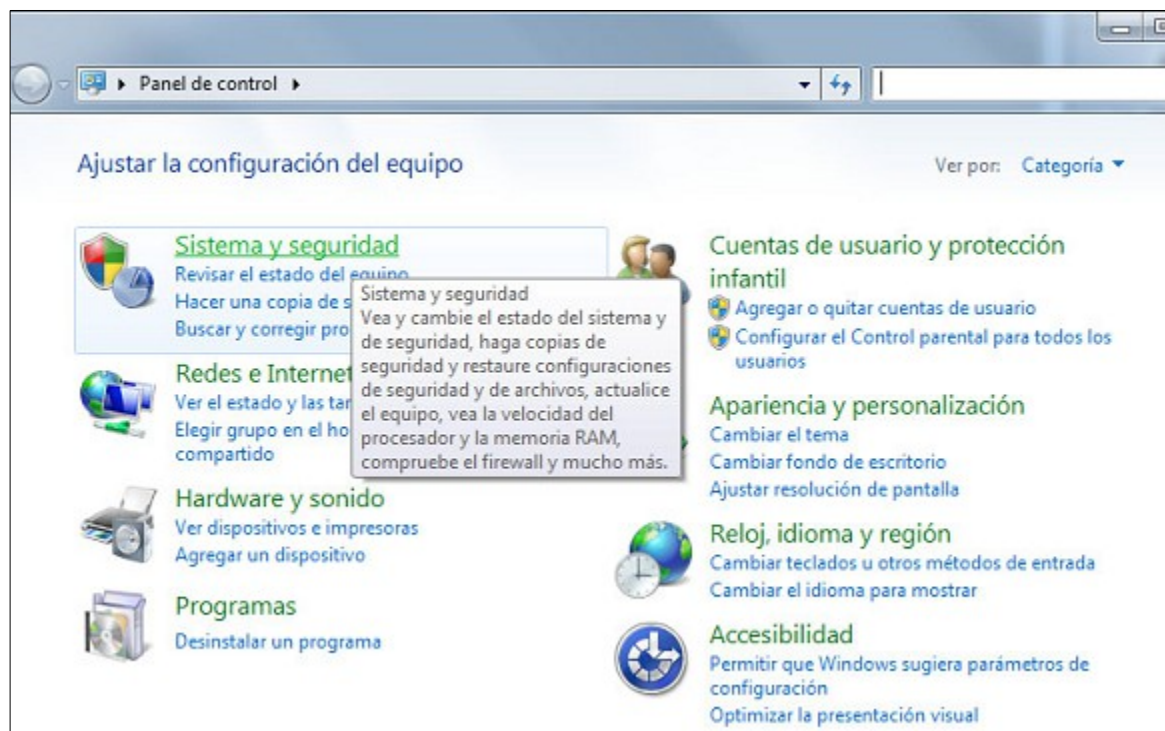 Panel de control
Ajustar la configuración del equipo
Ver por: Categoría
Sistema y seguridad
Revisar el estado del equipo
Hacer una copia de s
Buscar y corregir pro
Sistema y seguridad
Vea y cambie el estado del sistema y
de seguridad, haga copias de
seguridad y restaure configuraciones
de seguridad y de archivos, actualice
el equipo, vea la velocidad del
procesador y la memoria RAM,
compruebe el firewall y mucho más.
Redes e Internet
Ver el estado y las tar
Elegir grupo en el ho
compartido
Hardware y sonido
Ver dispositivos e impresoras
Agregar un dispositivo
Programas
Desinstalar un programa
Cuentas de usuario y protección
infantil
Agregar o quitar cuentas de usuario
Configurar el Control parental para todos los
usuarios
Apariencia y personalización
Cambiar el tema
Cambiar fondo de escritorio
Ajustar resolución de pantalla
Reloj, idioma y región
Cambiar teclados u otros métodos de entrada
Cambiar el idioma para mostrar
Accesibilidad
Permitir que Windows sugiera parámetros de
configuración
Optimizar la presentación visual